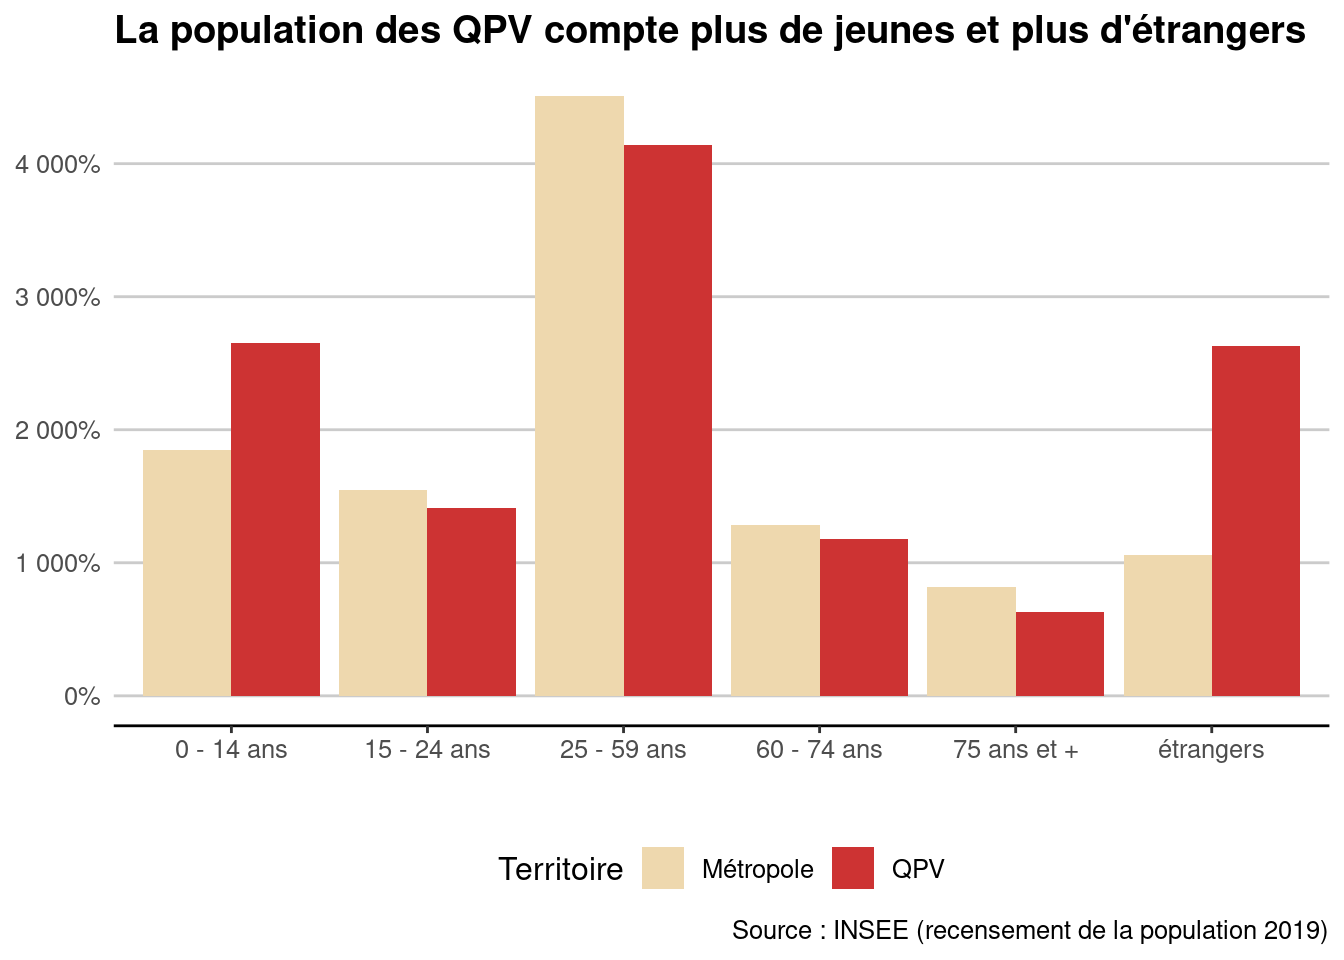 La population des QPV compte plus de jeunes et plus d'étrangers
4 000%
3 000%
2 000%
1 000%
0%
0 - 14 ans
15 - 24 ans
25 - 59 ans
60 - 74 ans
75 ans et +
étrangers
Territoire
Métropole
QPV
Source : INSEE (recensement de la population 2019)